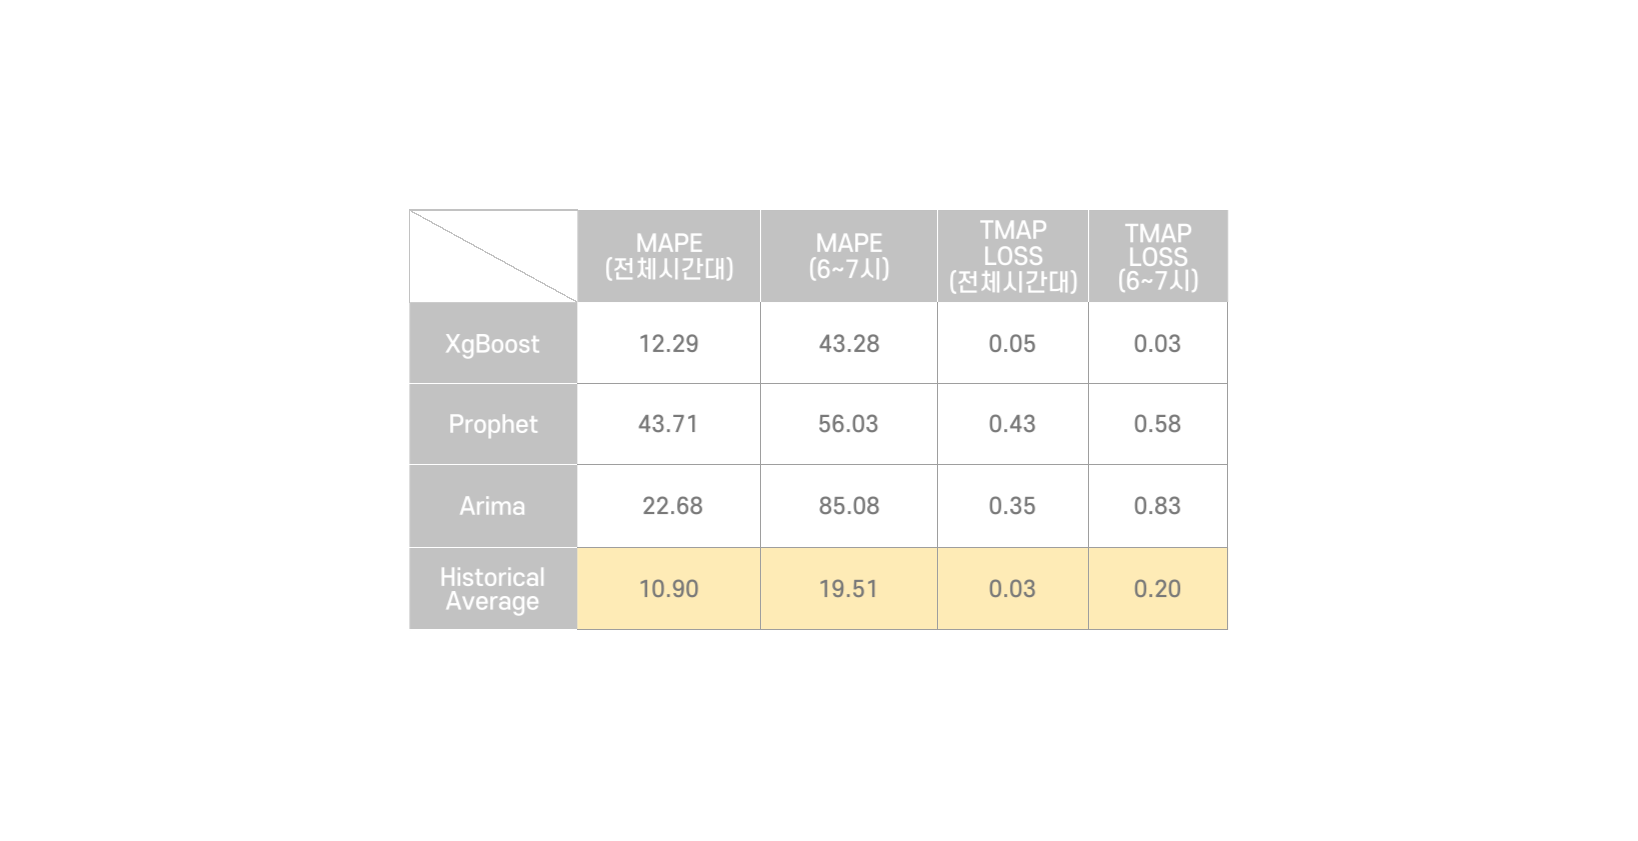 MAPE
(전체시간대)
MAPE
(6~7시)
TMAP
LOSS
(전체시간대)
TMAP
LOSS
(6~7시)
XgBoost
12.29
43.28
0.05
0.03
Prophet
43.71
56.03
0.43
0.58
Arima
22.68
85.08
0.35
0.83
Historical
Average
10.90
19.51
0.03
0.20